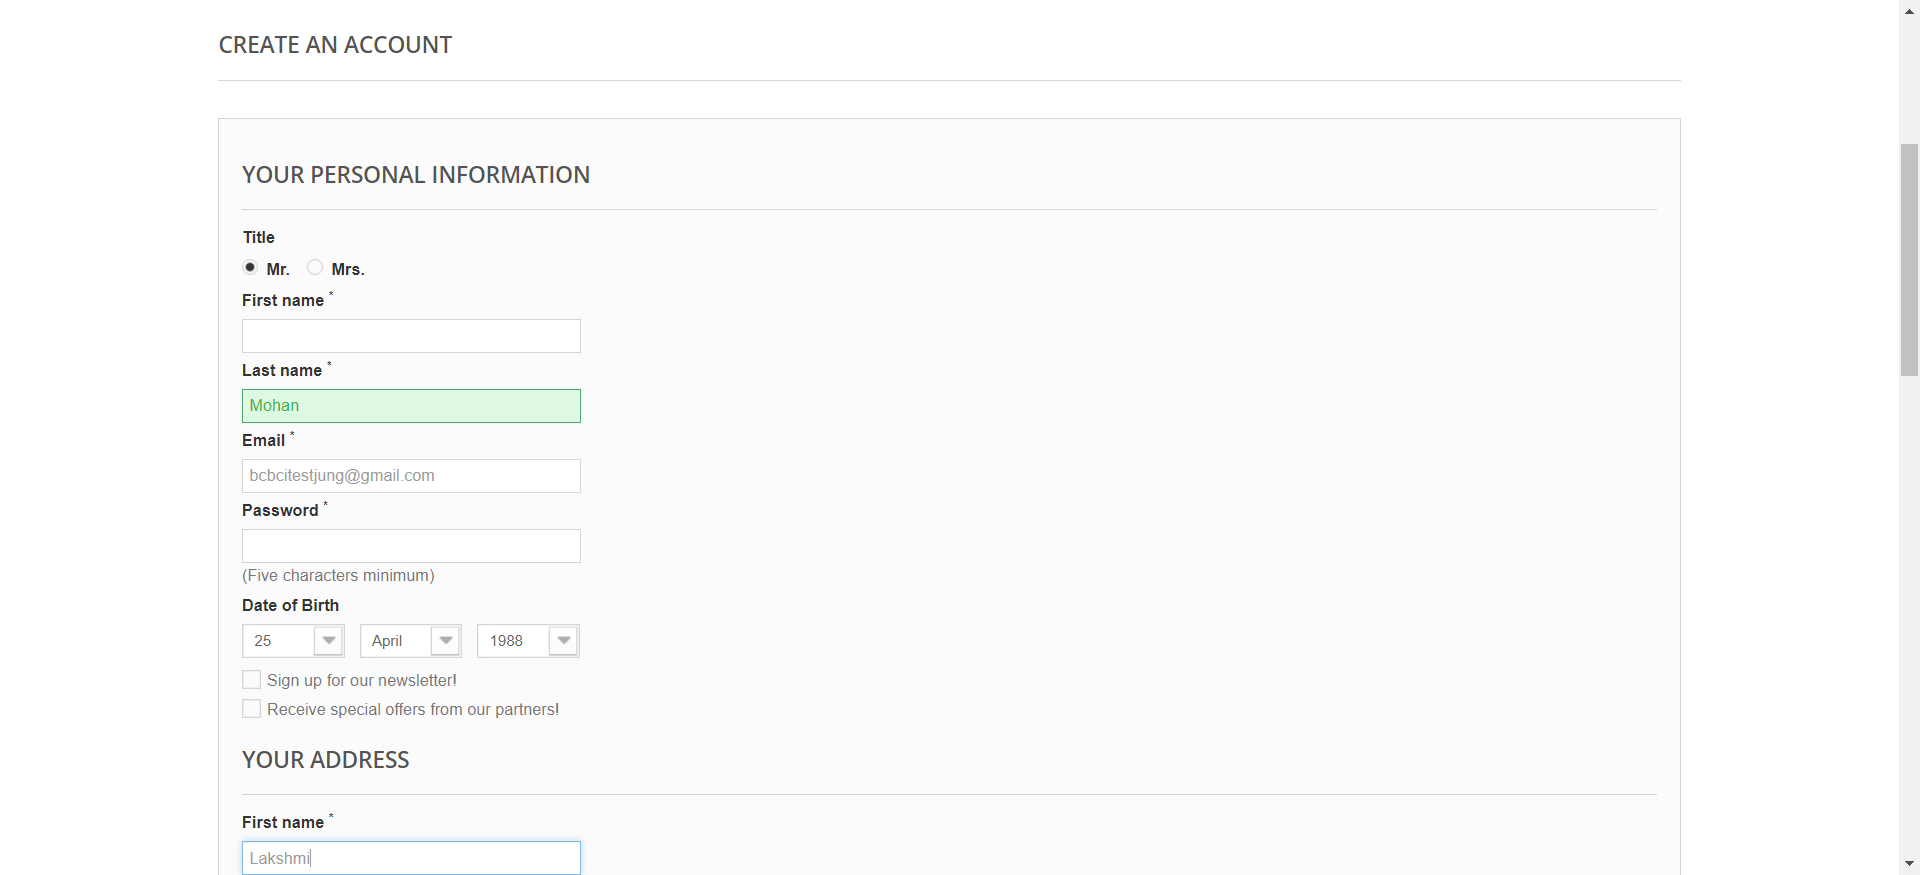 CREATE AN ACCOUNT
YOUR PERSONAL INFORMATION
Title
Mr. Mrs.
First name *
Last name *
Mohan
Email *
bcbcitestjung@gmail.com
Password *
(Five characters minimum)
Date of Birth
25 April 1988
Sign up for our newsletter!
Receive special offers from our partners!
YOUR ADDRESS
First name *
Lakshmi